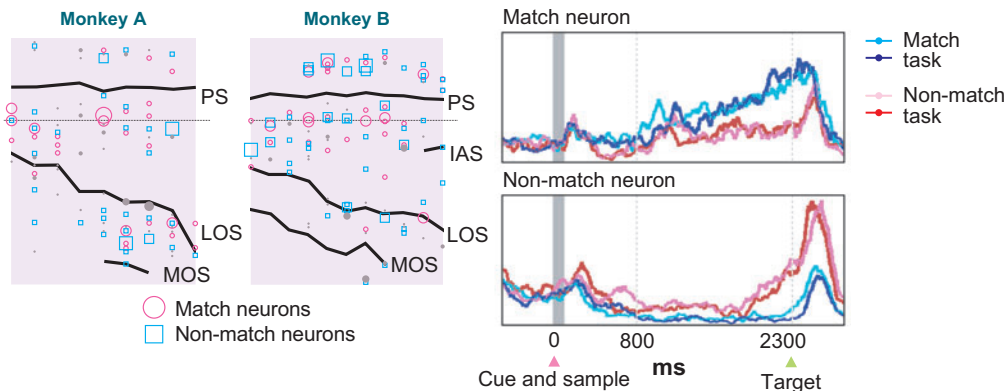 Monkey A
PS
LOS
MOS
Monkey B
PS
IAS
LOS
MOS
Match neurons
Non-match neurons
Match neuron
Match
task
Non-match
task
Non-match neuron
0
800
ms
2300
Cue and sample
Target